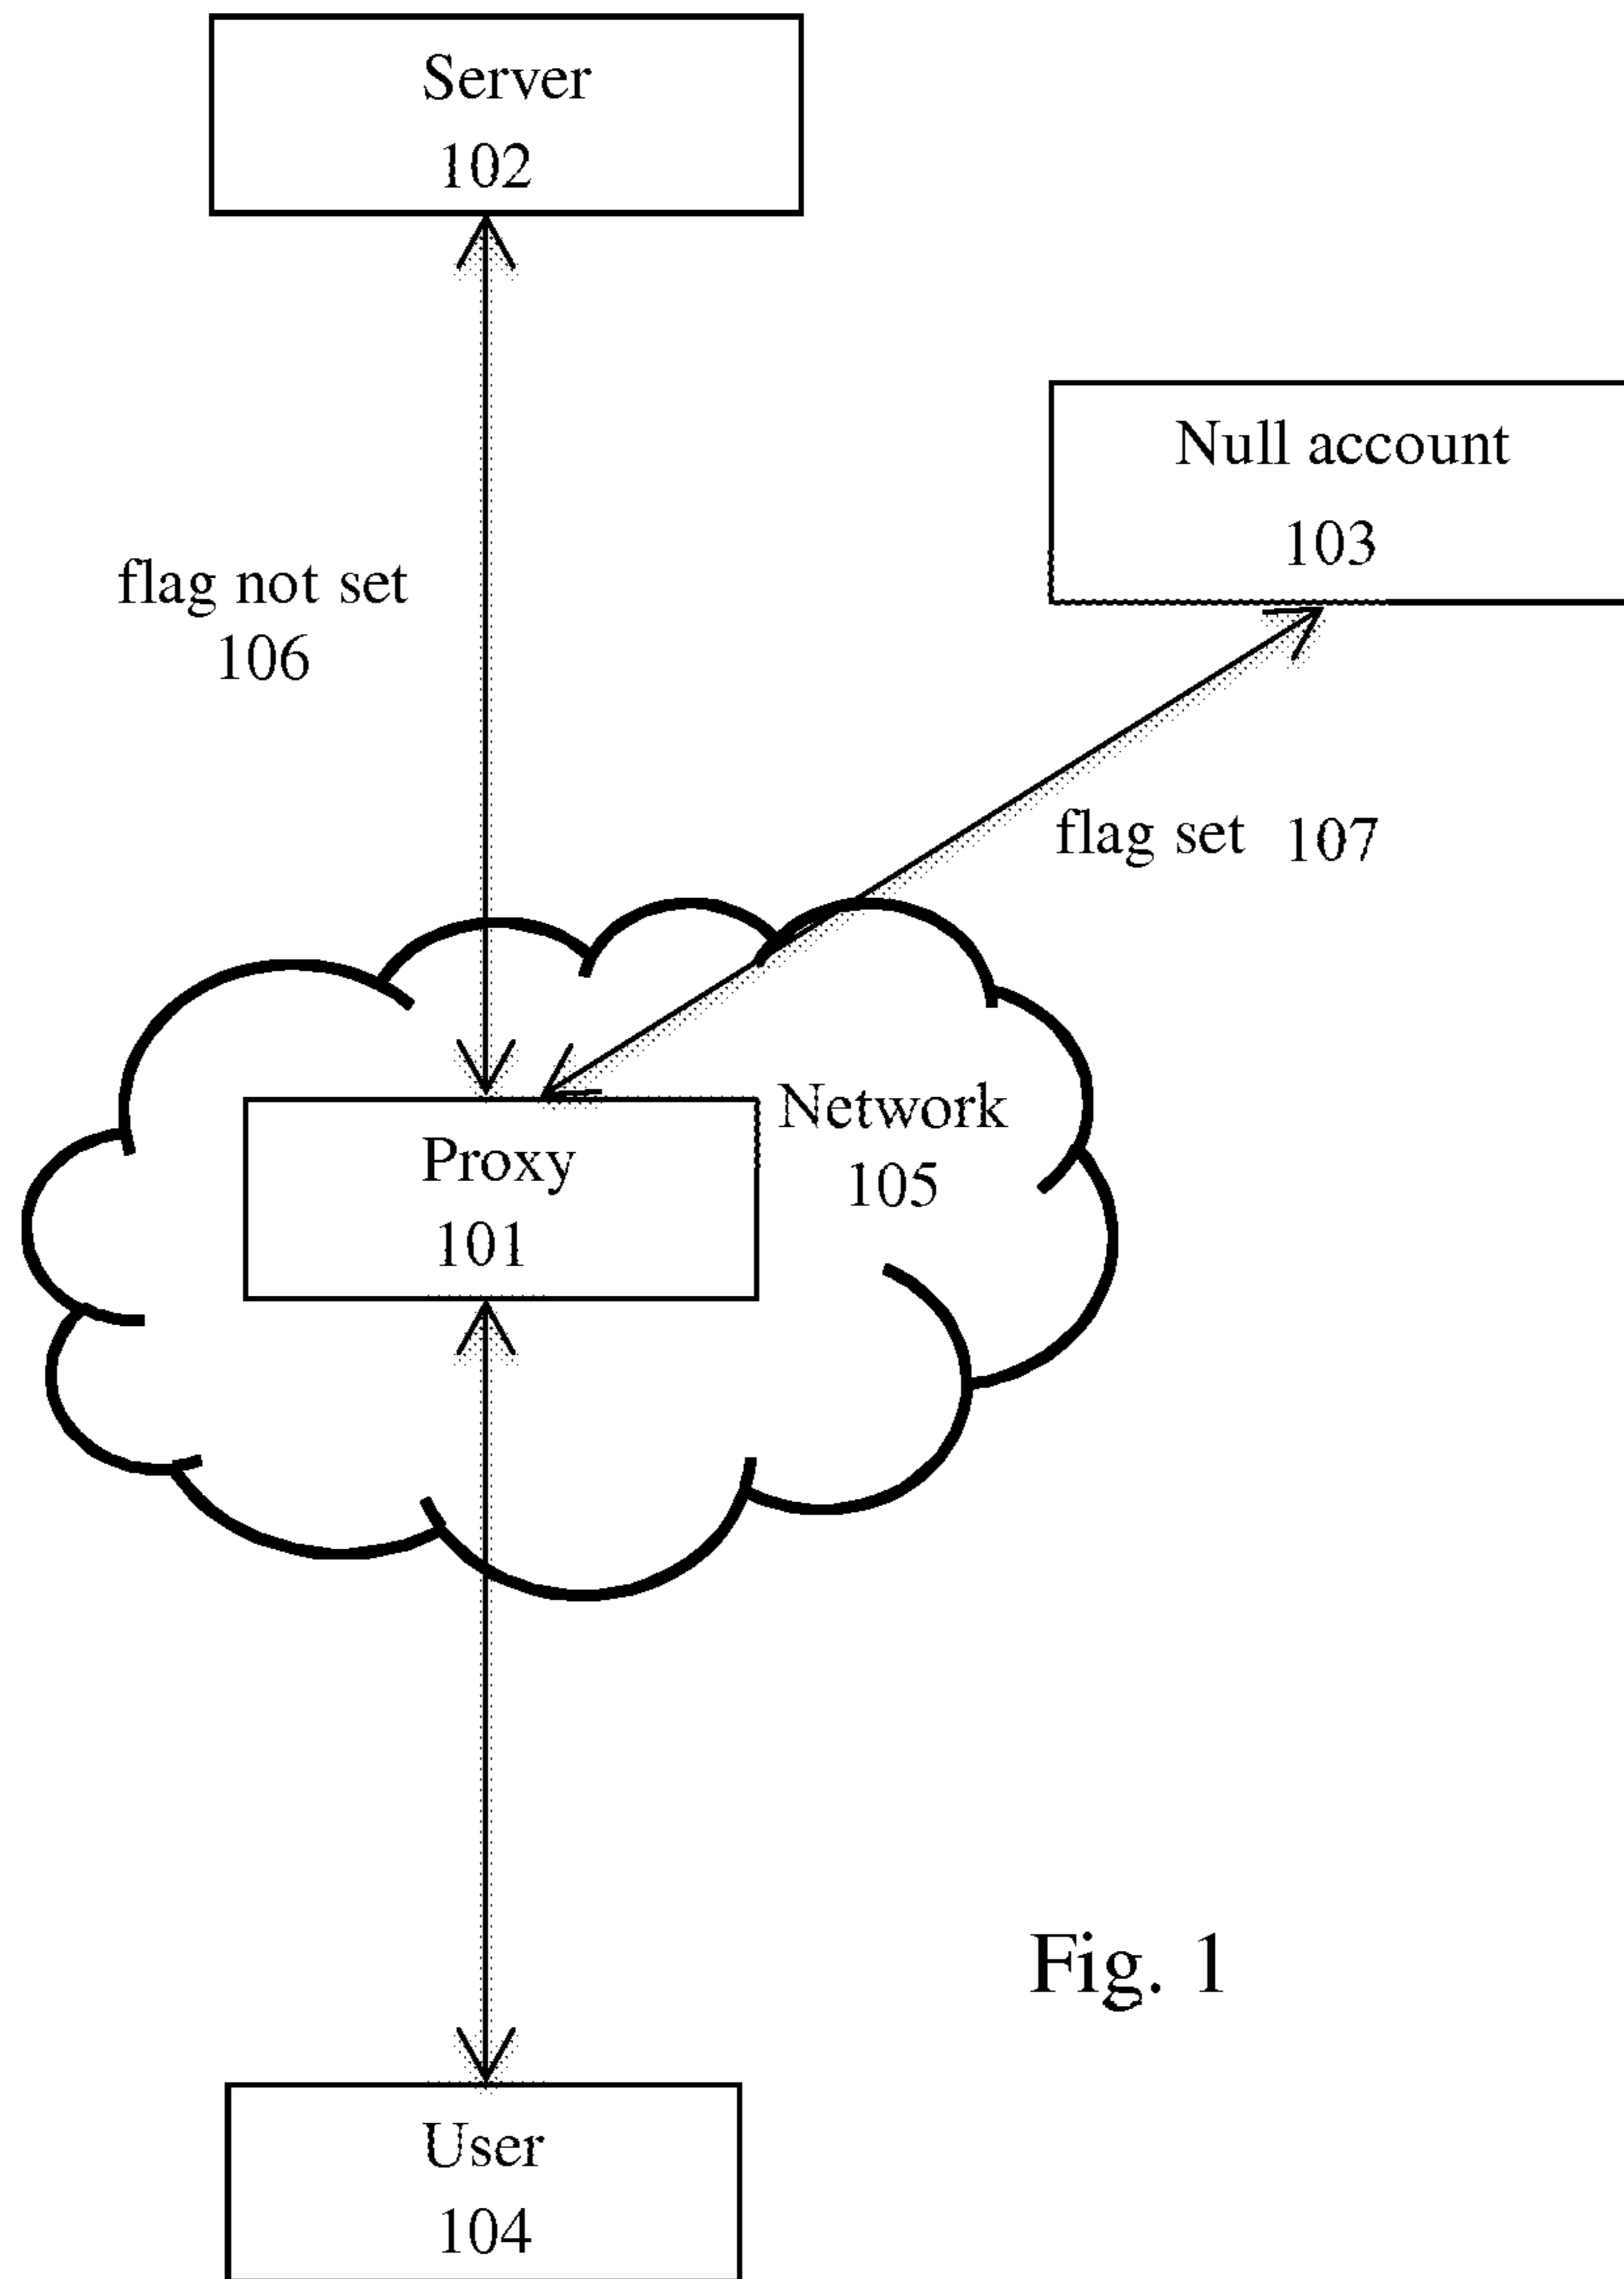 Server
102
Null account
103
flag not set
106
flag set 107
Network
105
Proxy
101
Fig. 1
User
104